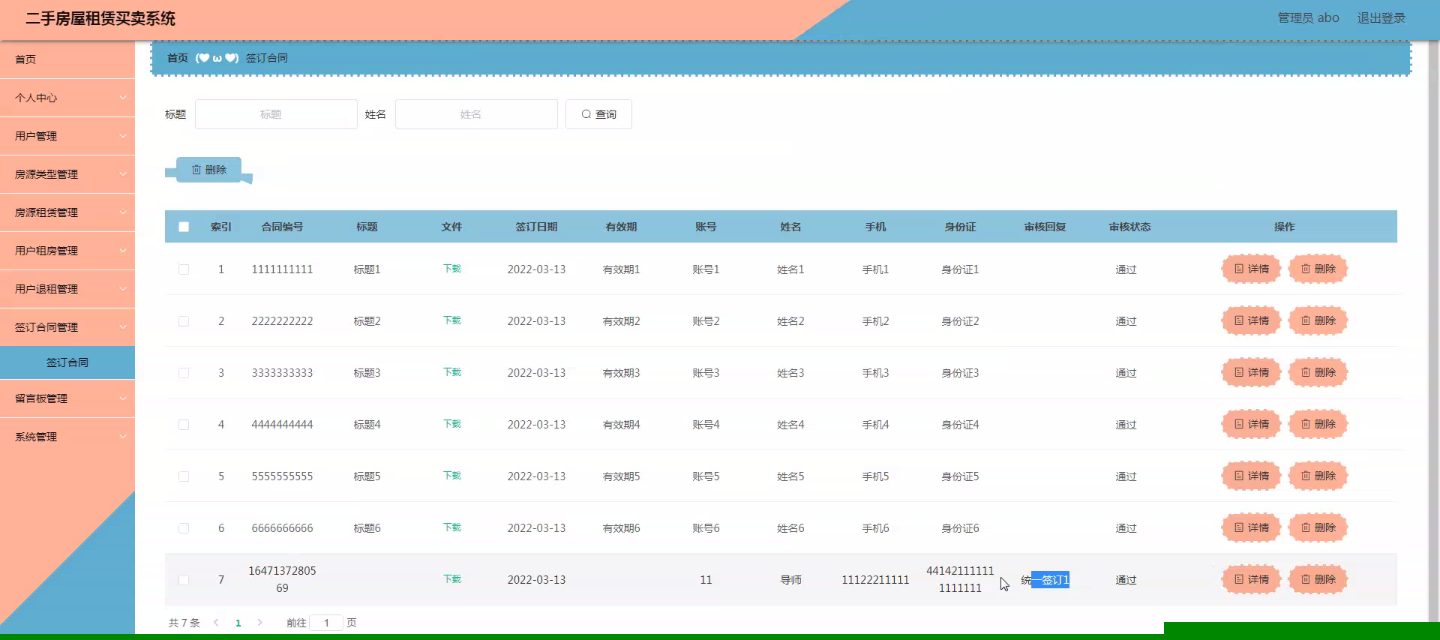 二手房屋租赁买卖系统 管理员 abo 退出登录
首页
个人中心
用户管理
房源类型管理
房源租赁管理
用户租房管理
用户退租管理
签订合同管理
签订合同
留言板管理
系统管理
首页 (♥ω♥) 签订合同
标题 标题 姓名 姓名 查询
删除
索引 合同编号 标题 文件 签订日期 有效期 账号 姓名 手机 身份证 审核回复 审核状态 操作
1 1111111111 标题1 下载 2022-03-13 有效期1 账号1 姓名1 手机1 身份证1 通过 详情 删除
2 2222222222 标题2 下载 2022-03-13 有效期2 账号2 姓名2 手机2 身份证2 通过 详情 删除
3 3333333333 标题3 下载 2022-03-13 有效期3 账号3 姓名3 手机3 身份证3 通过 详情 删除
4 4444444444 标题4 下载 2022-03-13 有效期4 账号4 姓名4 手机4 身份证4 通过 详情 删除
5 5555555555 标题5 下载 2022-03-13 有效期5 账号5 姓名5 手机5 身份证5 通过 详情 删除
6 6666666666 标题6 下载 2022-03-13 有效期6 账号6 姓名6 手机6 身份证6 通过 详情 删除
16471372805 44142111111
7 下载 2022-03-13 11 导师 11122211111 统一签订1 通过 详情 删除
69 1111111
共 7 条 1 前往 1 页